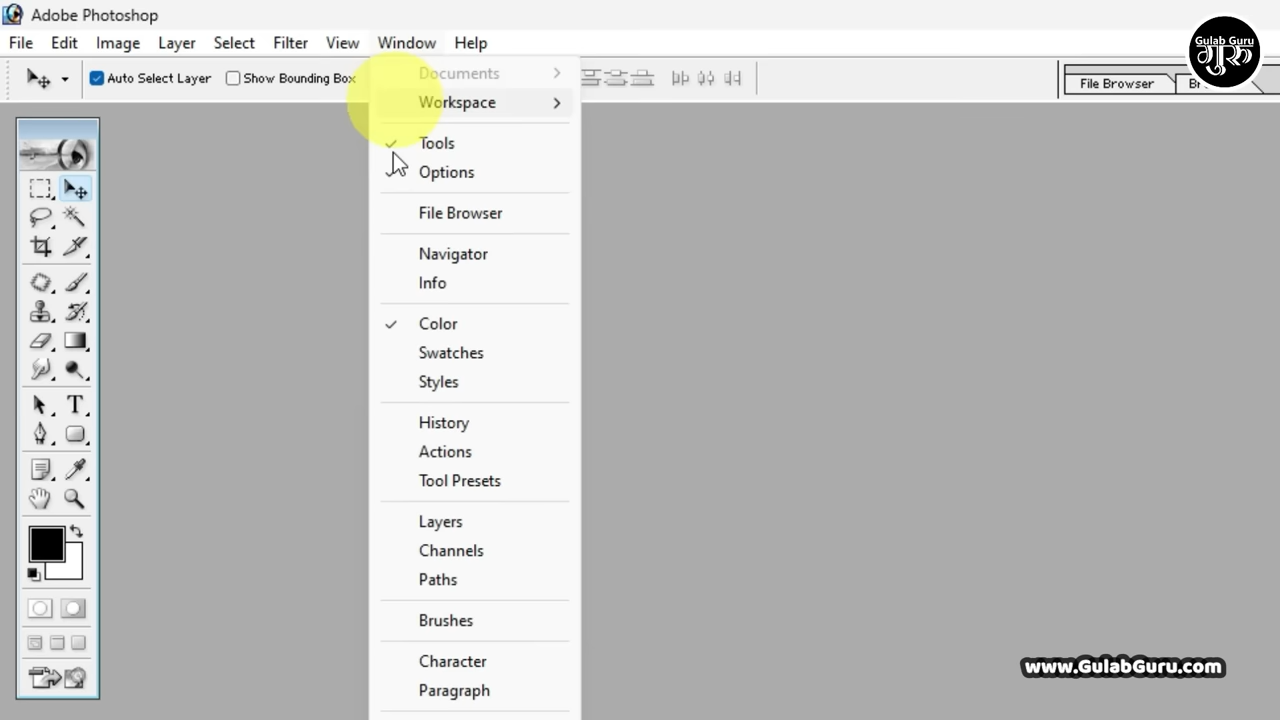 Adobe Photoshop
File Edit Image Layer Select Filter View Window Help
Auto Select Layer Show Bounding Box
File Browser
Gulab Guru
गुरु
Documents
Workspace
Tools
Options
File Browser
Navigator
Info
Color
Swatches
Styles
History
Actions
Tool Presets
Layers
Channels
Paths
Brushes
Character
Paragraph
T
www.GulabGuru.com